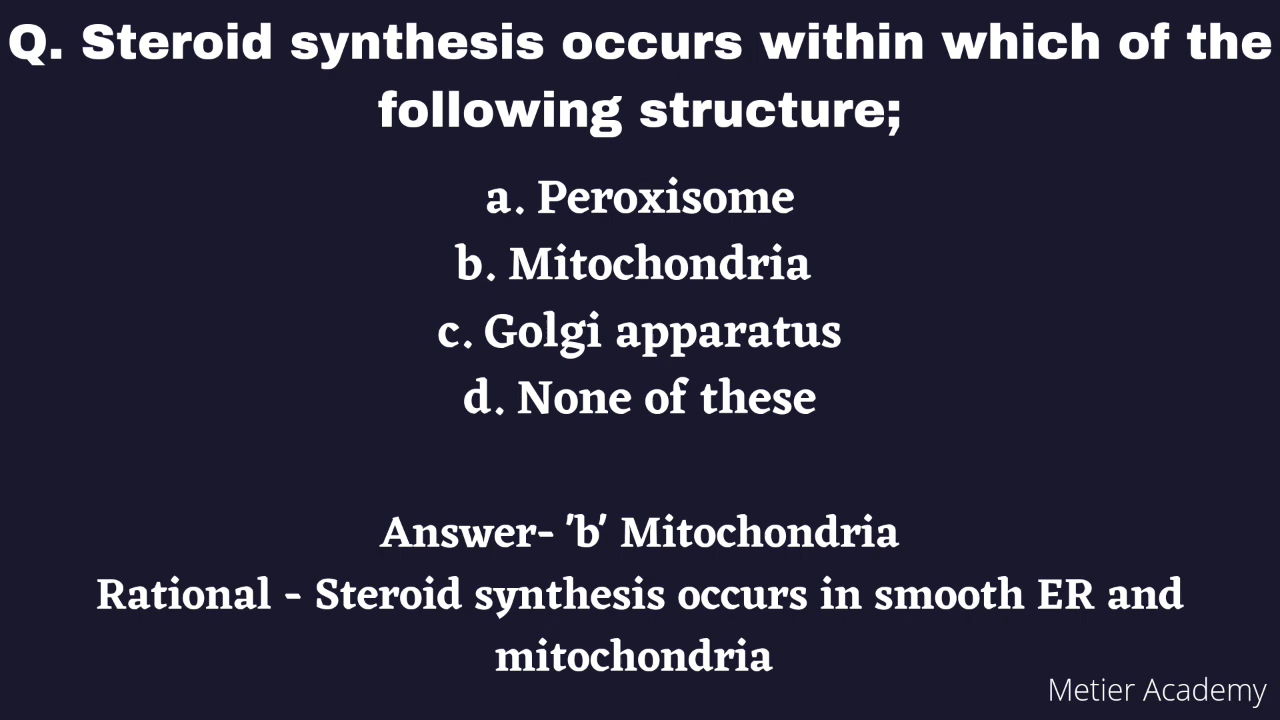 Q. Steroid synthesis occurs within which of the
following structure;
a. Peroxisome
b. Mitochondria
c. Golgi apparatus
d. None of these
Answer- 'b' Mitochondria
Rational - Steroid synthesis occurs in smooth ER and
mitochondria
Metier Academy